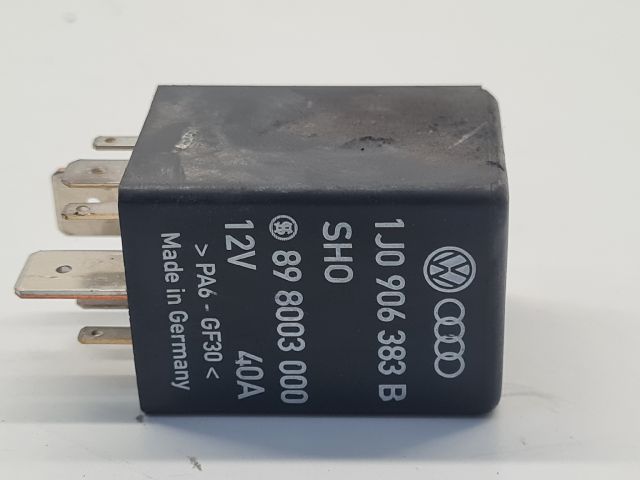 1J0 906 383 B
SHO
89 8003 000
12V 40A
> PA6 - GF30 <
Made in Germany